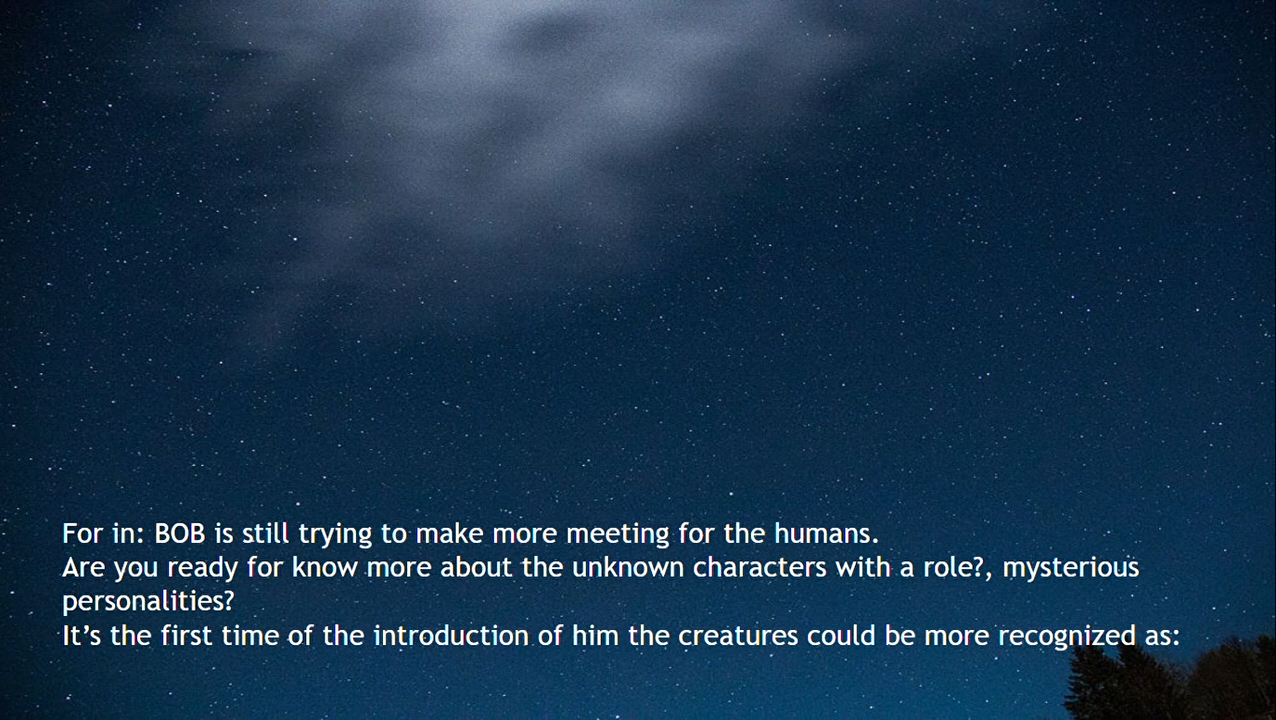 For in: BOB is still trying to make more meeting for the humans.
Are you ready for know more about the unknown characters with a role?, mysterious
personalities?
It’s the first time of the introduction of him the creatures could be more recognized as: